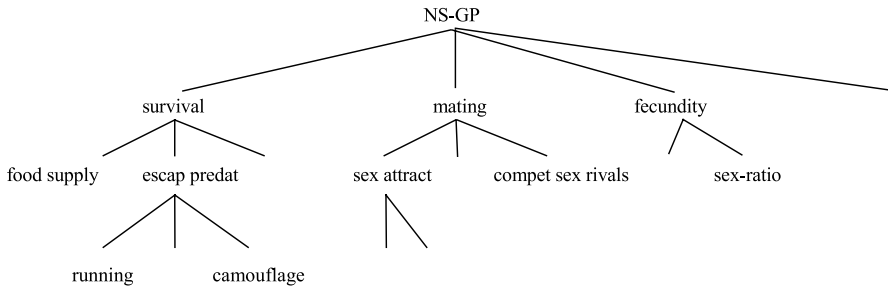 NS-GP
survival
mating
fecundity
food supply
escap predat
sex attract
compet sex rivals
sex-ratio
running
camouflage